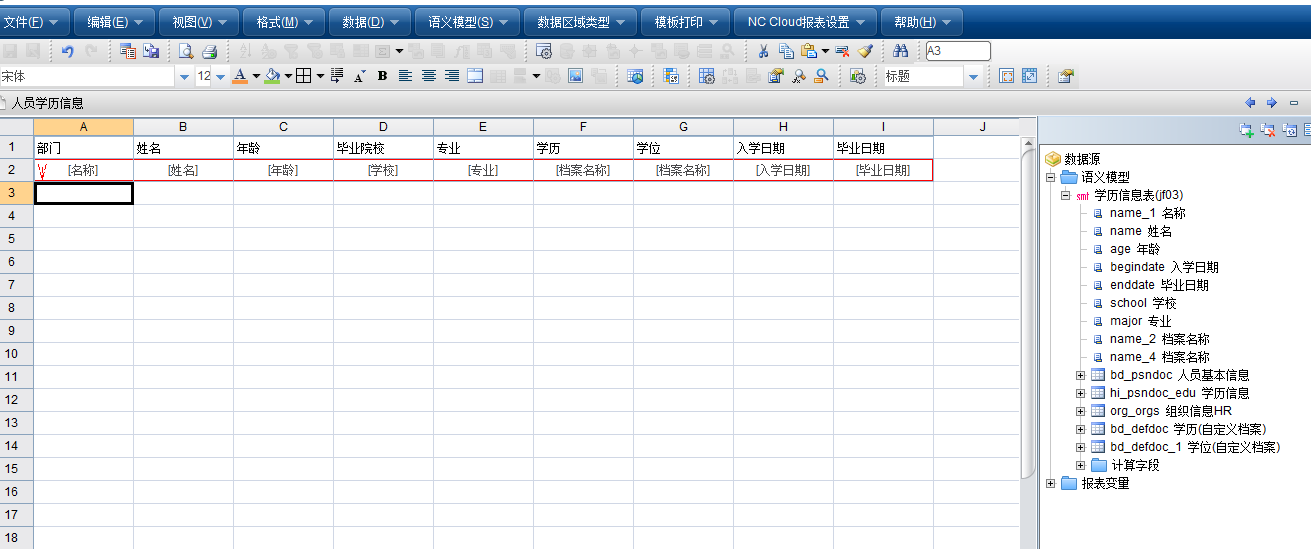 文件(F) 编辑(E) 视图(V) 格式(M) 数据(D) 语义模型(S) 数据区域类型 模板打印 NC Cloud报表设置 帮助(H)
A3
宋体 12 A A B 标题
人员学历信息
A B C D E F G H I J
1 部门 姓名 年龄 毕业院校 专业 学历 学位 入学日期 毕业日期
2 [名称] [姓名] [年龄] [学校] [专业] [档案名称] [档案名称] [入学日期] [毕业日期]
3
4
5
6
7
8
9
10
11
12
13
14
15
16
17
18
数据源
语义模型
smt 学历信息表(jf03)
name_1 名称
name 姓名
age 年龄
begindate 入学日期
enddate 毕业日期
school 学校
major 专业
name_2 档案名称
name_4 档案名称
bd_psndoc 人员基本信息
hi_psndoc_edu 学历信息
org_orgs 组织信息HR
bd_defdoc 学历(自定义档案)
bd_defdoc_1 学位(自定义档案)
计算字段
报表变量